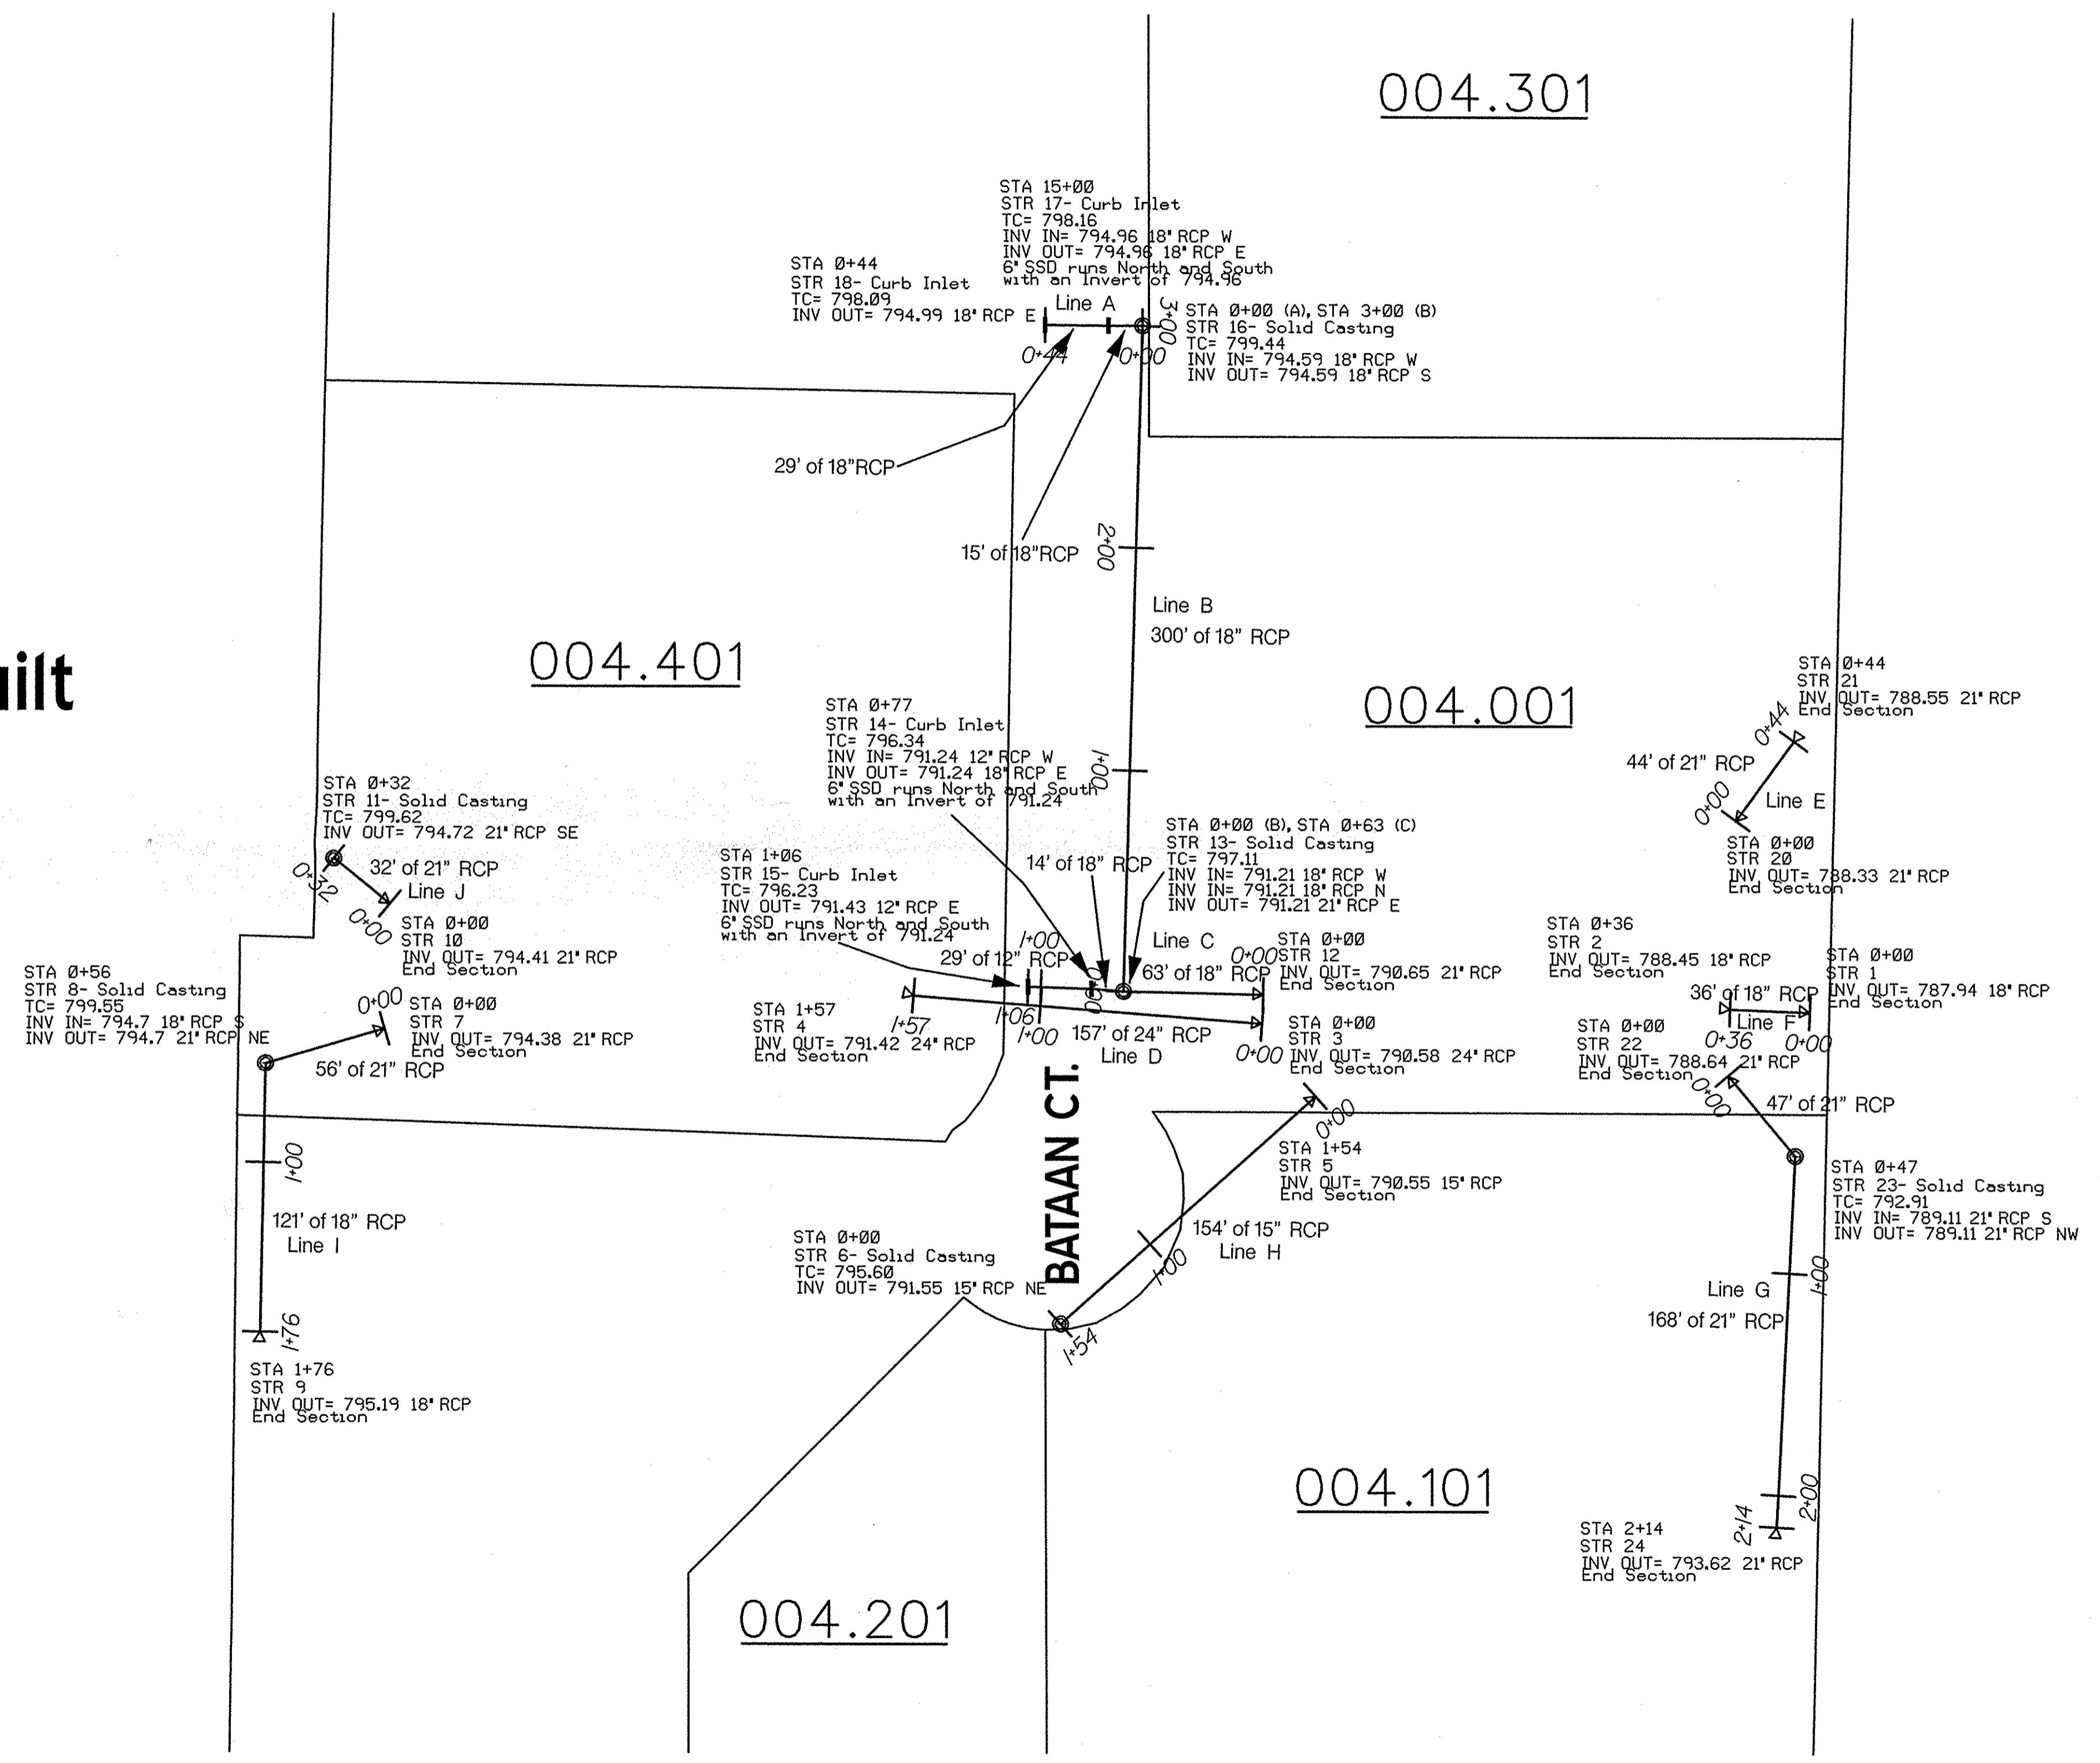 004.301
STA 15+00
STR 17- Curb Inlet
TC= 798.16
INV IN= 794.96 18" RCP W
INV OUT= 794.96 18" RCP E
6" SSD runs North and South
with an Invert of 794.96
STA 0+44
STR 18- Curb Inlet
TC= 798.09
INV OUT= 794.99 18" RCP E
Line A
3+00
0+44
0+00
STA 0+00 (A), STA 3+00 (B)
STR 16- Solid Casting
TC= 799.44
INV IN= 794.59 18" RCP W
INV OUT= 794.59 18" RCP S
29' of 18"RCP
15' of 18"RCP
2+00
Line B
300' of 18" RCP
ilt
004.401
004.001
STA 0+44
STR 21
INV OUT= 788.55 21" RCP
End Section
0+44
44' of 21" RCP
Line E
0+00
STA 0+00
STR 20
INV OUT= 788.33 21" RCP
End Section
STA 0+77
STR 14- Curb Inlet
TC= 796.34
INV IN= 791.24 12" RCP W
INV OUT= 791.24 18" RCP E
6" SSD runs North and South
with an Invert of 791.24
1+00
STA 0+32
STR 11- Solid Casting
TC= 799.62
INV OUT= 794.72 21" RCP SE
0+32
32' of 21" RCP
Line J
0+00
STA 0+00
STR 10
INV OUT= 794.41 21" RCP
End Section
STA 1+06
STR 15- Curb Inlet
TC= 796.23
INV OUT= 791.43 12" RCP E
6" SSD runs North and South
with an Invert of 791.24
14' of 18" RCP
STA 0+00 (B), STA 0+63 (C)
STR 13- Solid Casting
TC= 797.11
INV IN= 791.21 18" RCP W
INV IN= 791.21 18" RCP N
INV OUT= 791.21 21" RCP E
Line C
1+00
29' of 12" RCP
0+00
63' of 18" RCP
0+00
STA 0+00
STR 12
INV OUT= 790.65 21" RCP
End Section
STA 0+36
STR 2
INV OUT= 788.45 18" RCP
End Section
STA 0+00
STR 1
INV OUT= 787.94 18" RCP
End Section
36' of 18" RCP
Line F
0+36
0+00
STA 0+56
STR 8- Solid Casting
TC= 799.55
INV IN= 794.7 18" RCP S
INV OUT= 794.7 21" RCP NE
0+00
STA 0+00
STR 7
INV OUT= 794.38 21" RCP
End Section
56' of 21" RCP
STA 1+57
STR 4
INV OUT= 791.42 24" RCP
End Section
1+57
1+06
1+00
157' of 24" RCP
Line D
0+00
STA 0+00
STR 3
INV OUT= 790.58 24" RCP
End Section
STA 0+00
STR 22
INV OUT= 788.64 21" RCP
End Section
0+00
47' of 21" RCP
BATAAN CT.
0+00
STA 1+54
STR 5
INV OUT= 790.55 15" RCP
End Section
154' of 15" RCP
Line H
1+00
STA 0+47
STR 23- Solid Casting
TC= 792.91
INV IN= 789.11 21" RCP S
INV OUT= 789.11 21" RCP NW
1+00
121' of 18" RCP
Line I
1+76
STA 1+76
STR 9
INV OUT= 795.19 18" RCP
End Section
STA 0+00
STR 6- Solid Casting
TC= 795.60
INV OUT= 791.55 15" RCP NE
1+54
Line G
168' of 21" RCP
1+00
2+00
2+14
004.101
STA 2+14
STR 24
INV OUT= 793.62 21" RCP
End Section
004.201